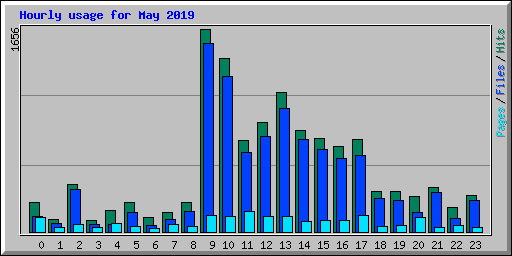 Hourly usage for May 2019
1656
Pages/Files/Hits
0 1 2 3 4 5 6 7 8 9 10 11 12 13 14 15 16 17 18 19 20 21 22 23